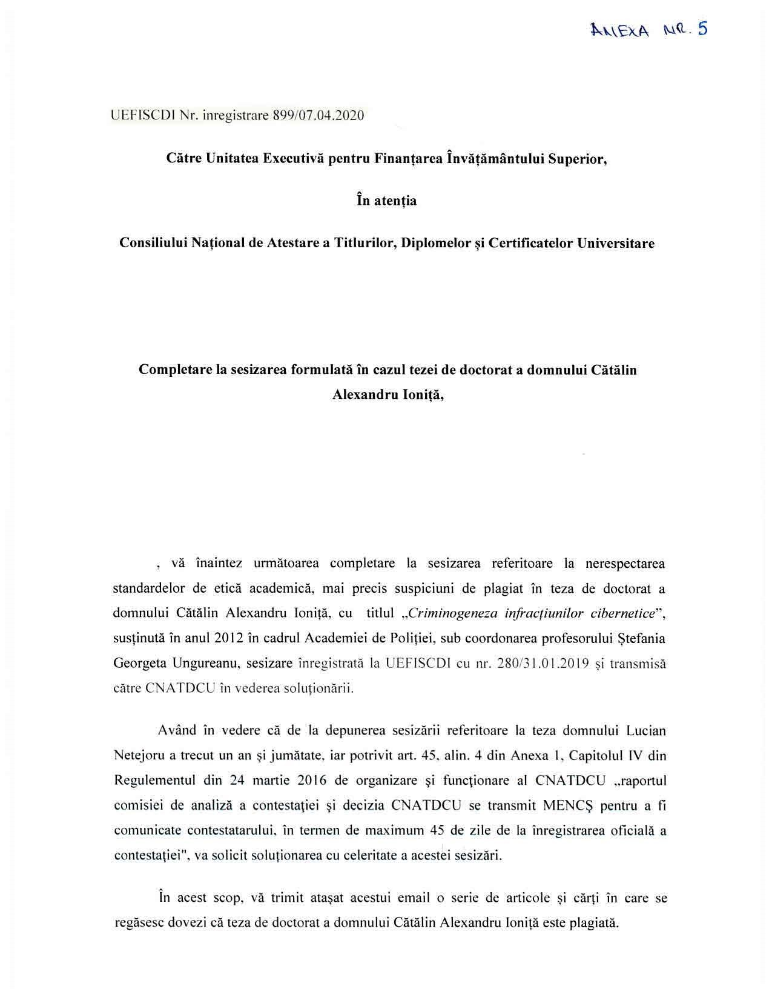 ANEXA NR. 5
UEFISCDI Nr. inregistrare 899/07.04.2020
Către Unitatea Executivă pentru Finanțarea Învățământului Superior,
În atenția
Consiliului Național de Atestare a Titlurilor, Diplomelor și Certificatelor Universitare
Completare la sesizarea formulată în cazul tezei de doctorat a domnului Cătălin
Alexandru Ioniță,
, vă înaintez următoarea completare la sesizarea referitoare la nerespectarea
standardelor de etică academică, mai precis suspiciuni de plagiat în teza de doctorat a
domnului Cătălin Alexandru Ioniță, cu titlul „Criminogeneza infracțiunilor cibernetice”,
susținută în anul 2012 în cadrul Academiei de Poliției, sub coordonarea profesorului Ștefania
Georgeta Ungureanu, sesizare înregistrată la UEFISCDI cu nr. 280/31.01.2019 și transmisă
către CNATDCU în vederea soluționării.
Având în vedere că de la depunerea sesizării referitoare la teza domnului Lucian
Netejoru a trecut un an și jumătate, iar potrivit art. 45, alin. 4 din Anexa 1, Capitolul IV din
Regulementul din 24 martie 2016 de organizare şi funcţionare al CNATDCU „raportul
comisiei de analiză a contestaţiei şi decizia CNATDCU se transmit MENCŞ pentru a fi
comunicate contestatarului, în termen de maximum 45 de zile de la înregistrarea oficială a
contestaţiei", va solicit soluționarea cu celeritate a acestei sesizări.
În acest scop, vă trimit atașat acestui email o serie de articole și cărți în care se
regăsesc dovezi că teza de doctorat a domnului Cătălin Alexandru Ioniță este plagiată.